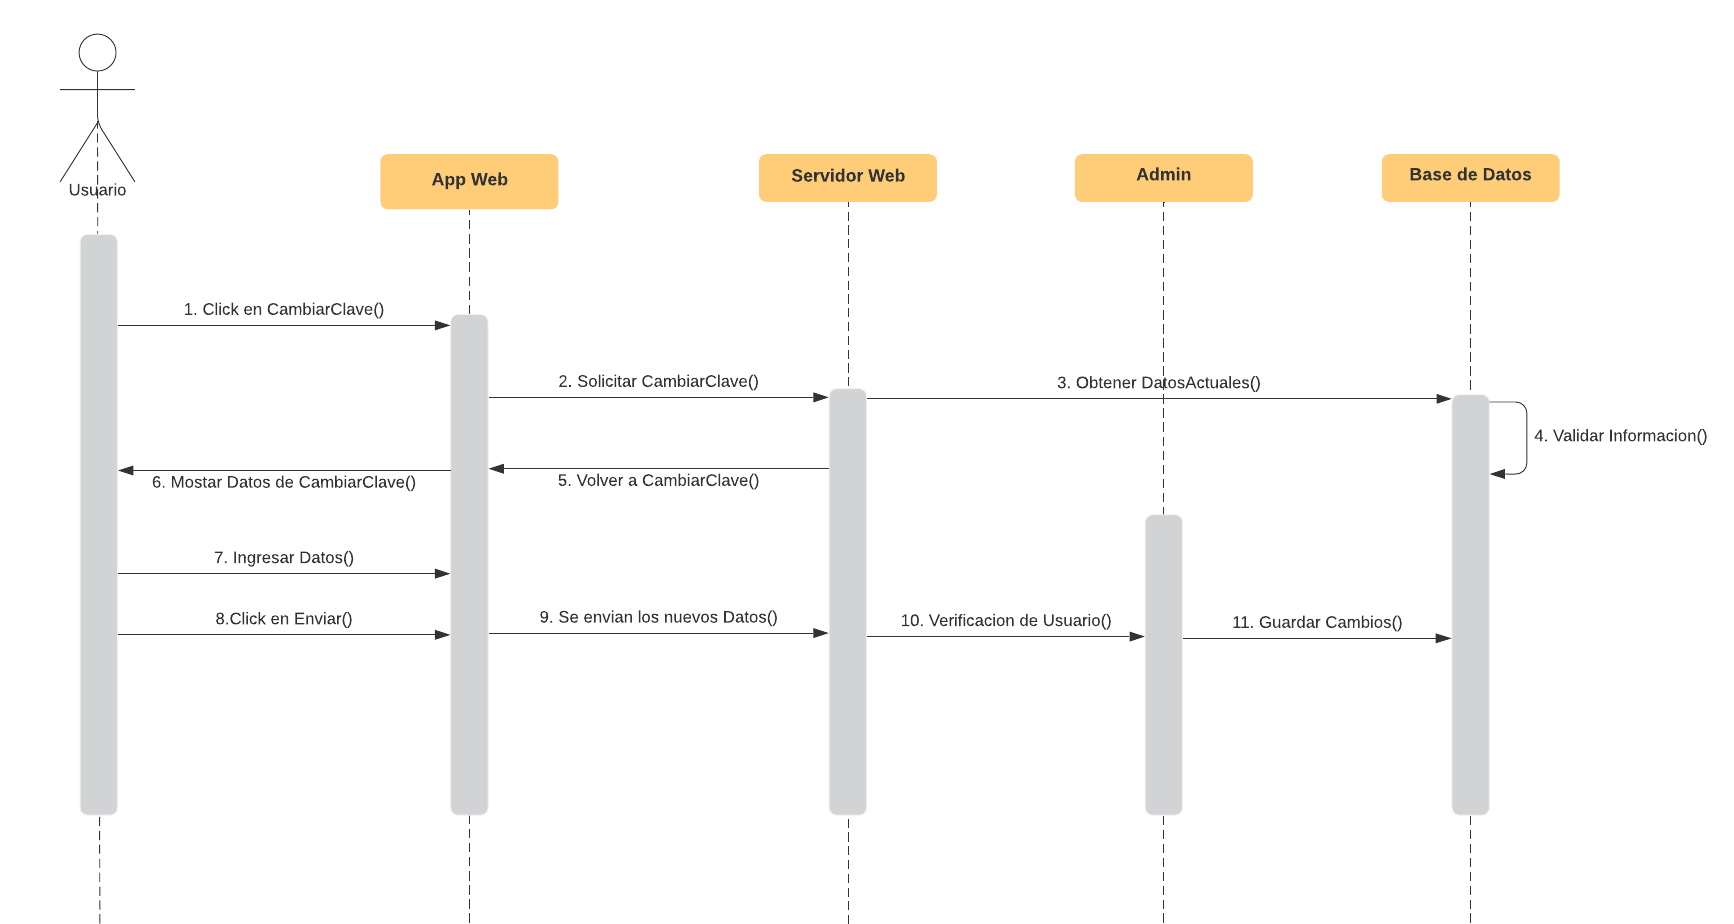 Usuario
App Web
Servidor Web
Admin
Base de Datos
1. Click en CambiarClave()
2. Solicitar CambiarClave()
3. Obtener DatosActuales()
4. Validar Informacion()
5. Volver a CambiarClave()
6. Mostar Datos de CambiarClave()
7. Ingresar Datos()
8.Click en Enviar()
9. Se envian los nuevos Datos()
10. Verificacion de Usuario()
11. Guardar Cambios()